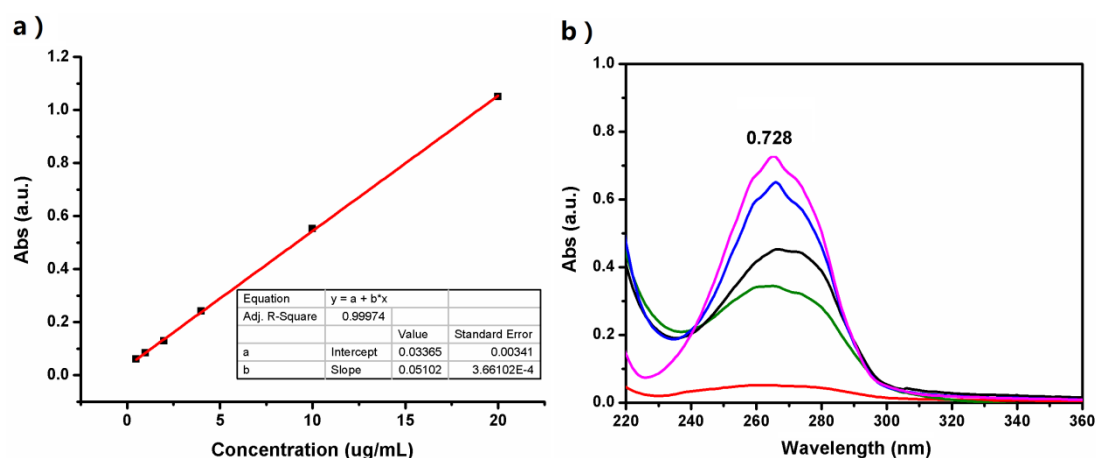 a )
1.2
1.0
0.8
0.6
0.4
0.2
0.0
Abs (a.u.)
0 5 10 15 20
Concentration (ug/mL)
Equation y = a + b*x
Adj. R-Square 0.99974
Value Standard Error
a Intercept 0.03365 0.00341
b Slope 0.05102 3.66102E-4
b )
1.0
0.8
0.6
0.4
0.2
0.0
Abs (a.u.)
0.728
220 240 260 280 300 320 340 360
Wavelength (nm)